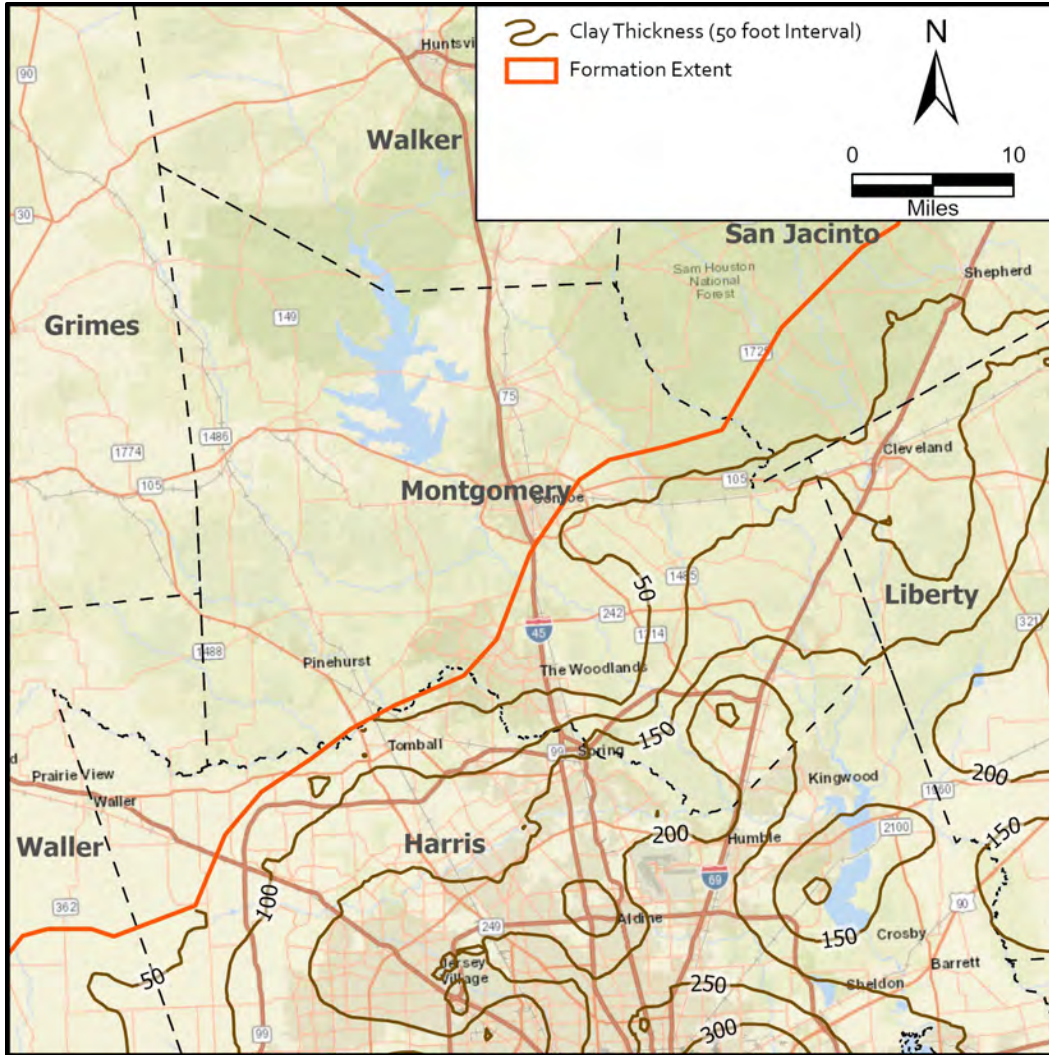 Clay Thickness (50 foot Interval)
Formation Extent
N
0 10
Miles
Huntsvi
90
Walker
30
San Jacinto
Sam Houston
National
Forest
Shepherd
Grimes
149
1725
75
1486
1774
105
Cleveland
105
Montgomery
Conroe
50
1485
Liberty
242
1314
321
45
1488
Pinehurst
The Woodlands
150
Tomball
99
Spring
200
d
Prairie View
Kingwood
Waller
1960
2100
150
Waller
Harris
200
Humble
69
100
362
249
Aldine
90
150
Crosby
50
Jersey
Village
Barrett
Sheldon
250
99
300